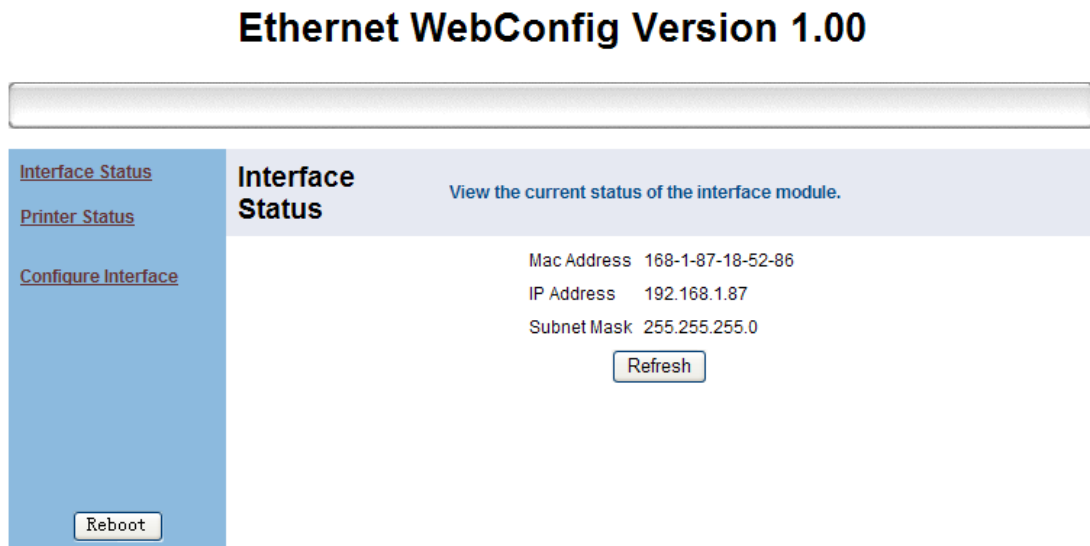 Ethernet WebConfig Version 1.00
Interface Status
Printer Status
Configure Interface
Reboot
Interface
Status
View the current status of the interface module.
Mac Address 168-1-87-18-52-86
IP Address 192.168.1.87
Subnet Mask 255.255.255.0
Refresh